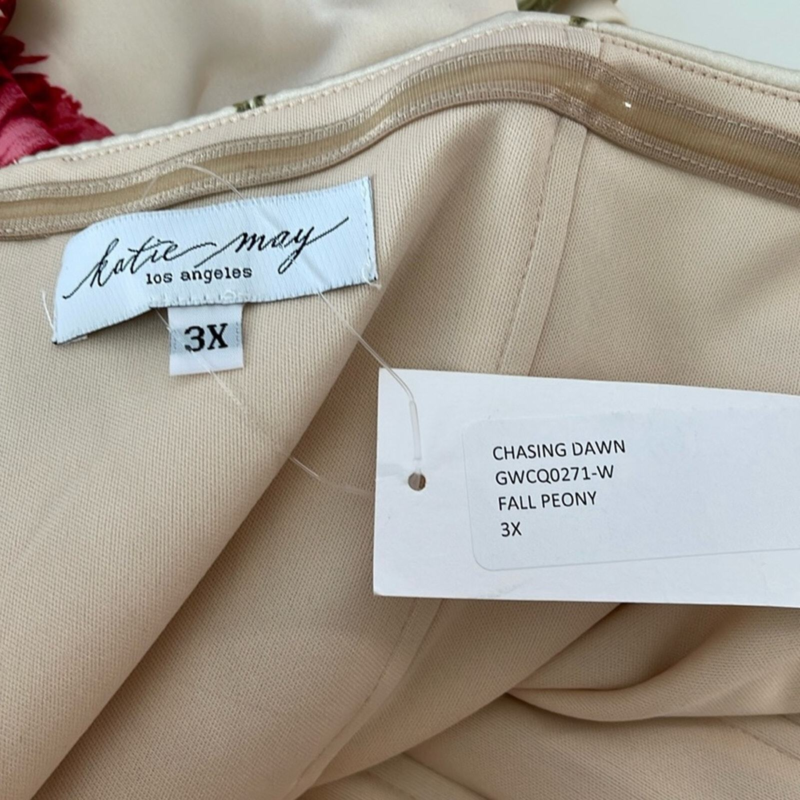 katie may
los angeles
3X
CHASING DAWN
GWCQ0271-W
FALL PEONY
3X